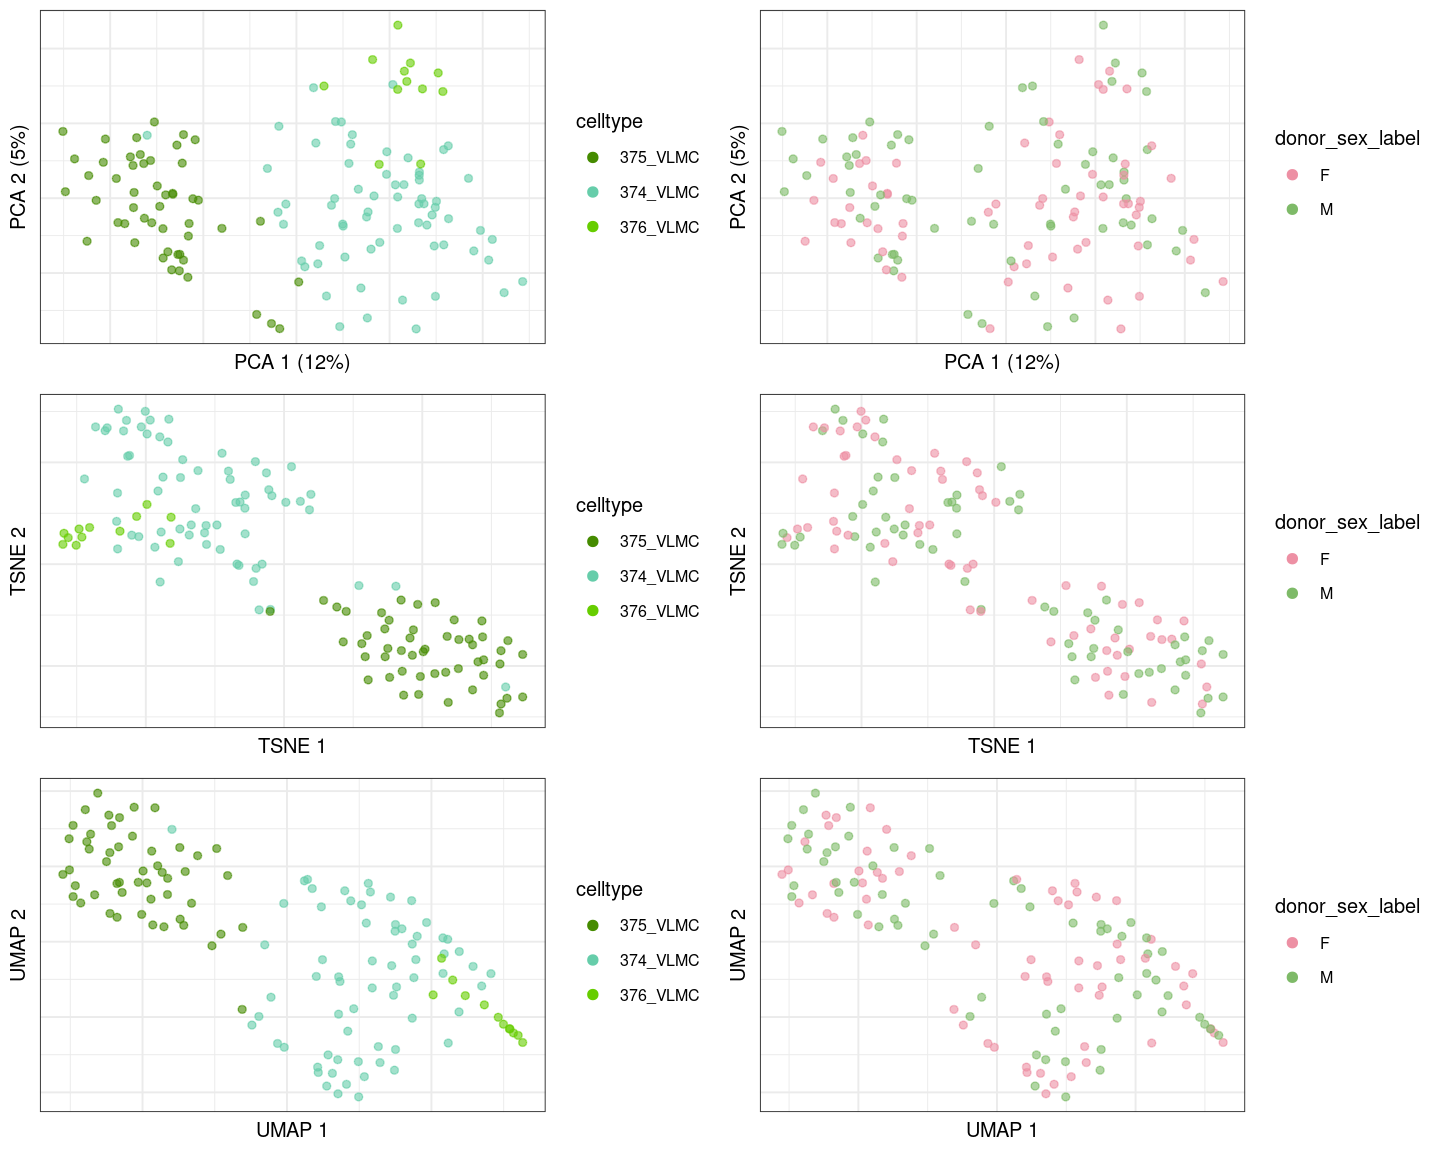 PCA 2 (5%)
PCA 1 (12%)
celltype
375_VLMC
374_VLMC
376_VLMC
PCA 2 (5%)
PCA 1 (12%)
donor_sex_label
F
M
TSNE 2
TSNE 1
celltype
375_VLMC
374_VLMC
376_VLMC
TSNE 2
TSNE 1
donor_sex_label
F
M
UMAP 2
UMAP 1
celltype
375_VLMC
374_VLMC
376_VLMC
UMAP 2
UMAP 1
donor_sex_label
F
M